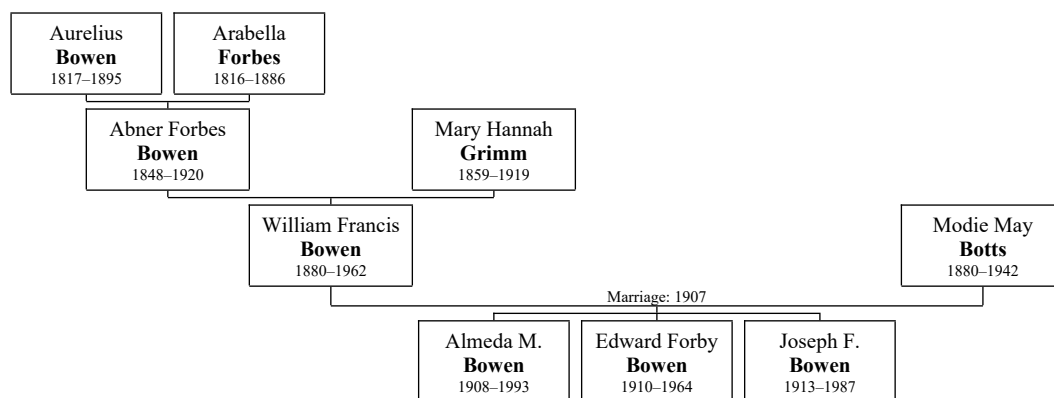 Aurelius
Bowen
1817–1895
Arabella
Forbes
1816–1886
Abner Forbes
Bowen
1848–1920
Mary Hannah
Grimm
1859–1919
William Francis
Bowen
1880–1962
Modie May
Botts
1880–1942
Marriage: 1907
Almeda M.
Bowen
1908–1993
Edward Forby
Bowen
1910–1964
Joseph F.
Bowen
1913–1987